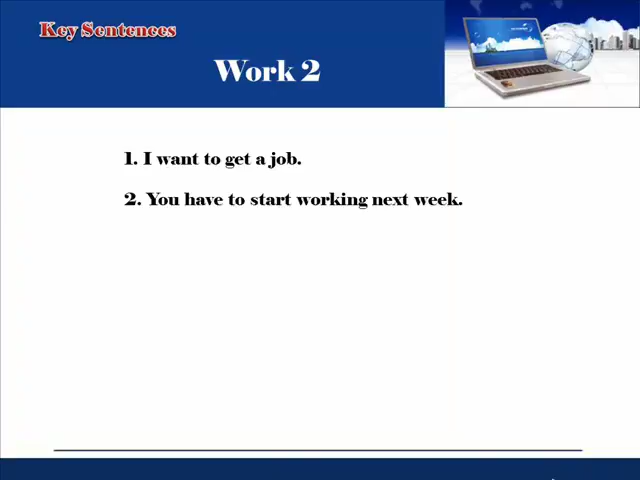 Key Sentences
Work 2
1. I want to get a job.
2. You have to start working next week.